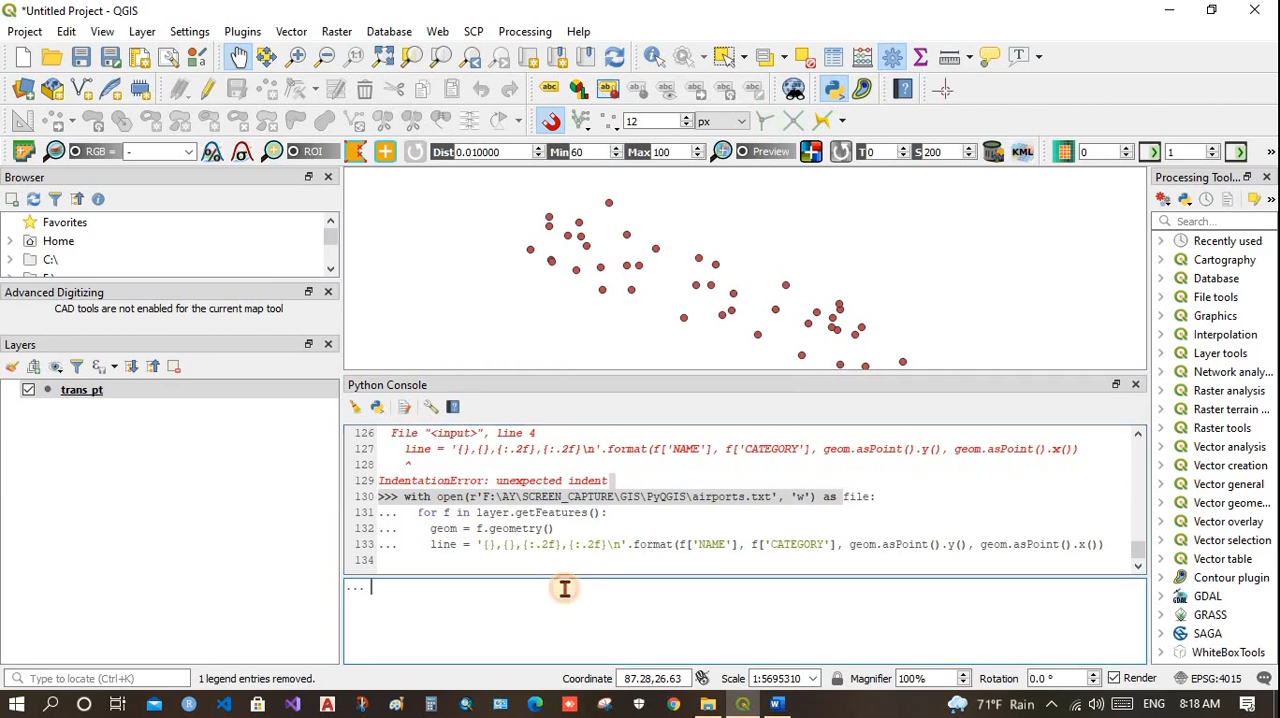 *Untitled Project - QGIS
Project Edit View Layer Settings Plugins Vector Raster Database Web SCP Processing Help
abc
12 px
RGB = - ROI Dist 0.010000 Min 60 Max 100 Preview T 0 S 200 KML 0 1 »
Browser
Favorites
Home
C:\
Advanced Digitizing
CAD tools are not enabled for the current map tool
Layers
trans_pt
Python Console
126 File "<input>", line 4
127 line = '{},{},{:.2f},{:.2f}\n'.format(f['NAME'], f['CATEGORY'], geom.asPoint().y(), geom.asPoint().x())
128 ^
129 IndentationError: unexpected indent
130 >>> with open(r'F:\AY\SCREEN_CAPTURE\GIS\PyQGIS\airports.txt', 'w') as file:
131 ... for f in layer.getFeatures():
132 ... geom = f.geometry()
133 ... line = '{},{},{:.2f},{:.2f}\n'.format(f['NAME'], f['CATEGORY'], geom.asPoint().y(), geom.asPoint().x())
134
...
Processing Tool...
Search...
Recently used
Cartography
Database
File tools
Graphics
Interpolation
Layer tools
Network analy...
Raster analysis
Raster terrain ...
Raster tools
Vector analysis
Vector creation
Vector general
Vector geome...
Vector overlay
Vector selection
Vector table
Contour plugin
GDAL
GRASS
SAGA
WhiteBoxTools
Type to locate (Ctrl+K) 1 legend entries removed. Coordinate 87.28,26.63 Scale 1:5695310 Magnifier 100% Rotation 0.0 ° Render EPSG:4015
71°F Rain ENG 8:18 AM